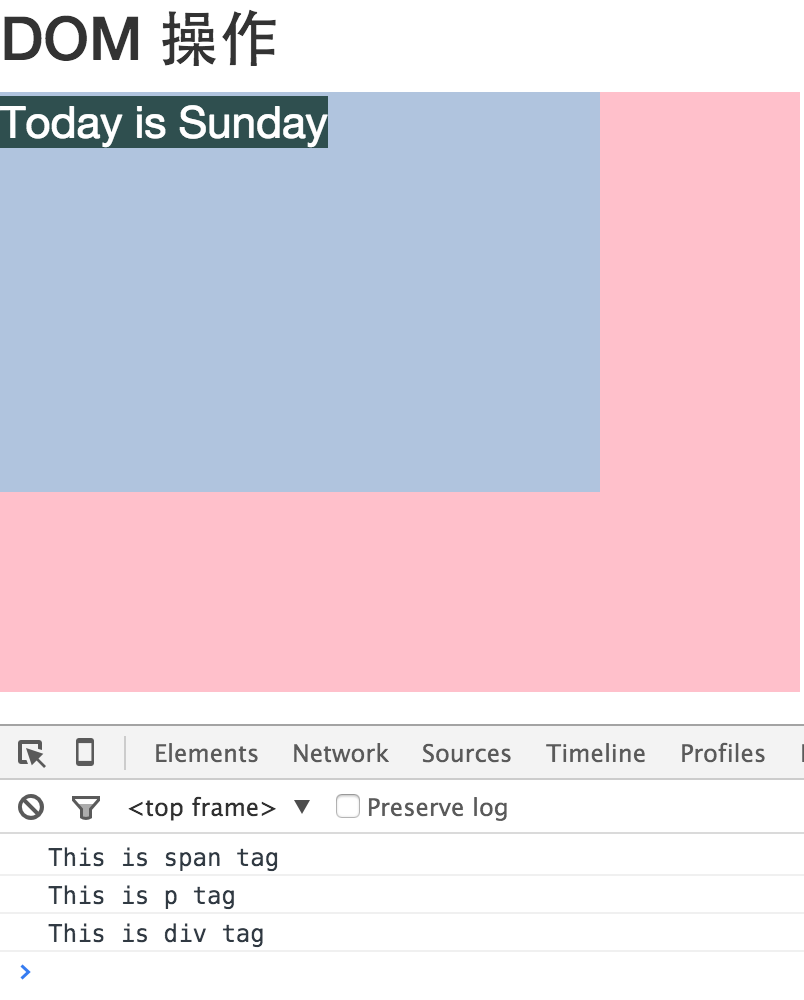 DOM 操作
Today is Sunday
Elements Network Sources Timeline Profiles
<top frame> ▼ Preserve log
This is span tag
This is p tag
This is div tag
>